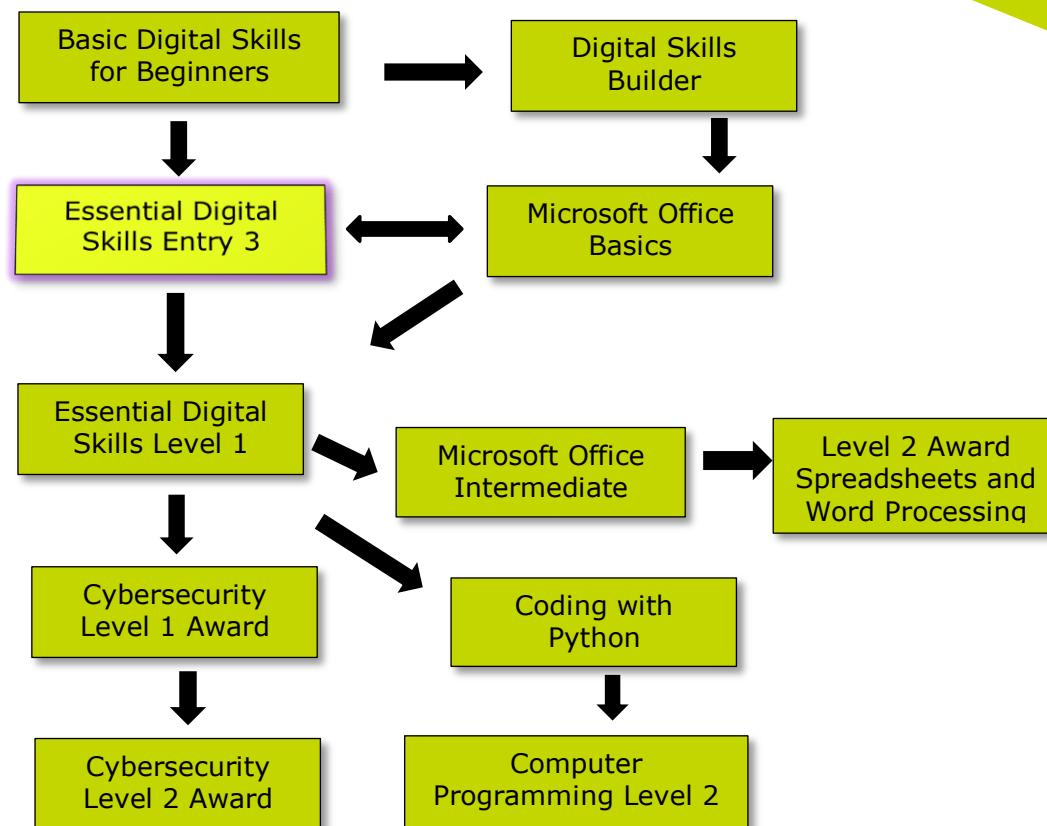 Basic Digital Skills
for Beginners
Digital Skills
Builder
Essential Digital
Skills Entry 3
Microsoft Office
Basics
Essential Digital
Skills Level 1
Microsoft Office
Intermediate
Level 2 Award
Spreadsheets and
Word Processing
Cybersecurity
Level 1 Award
Coding with
Python
Cybersecurity
Level 2 Award
Computer
Programming Level 2